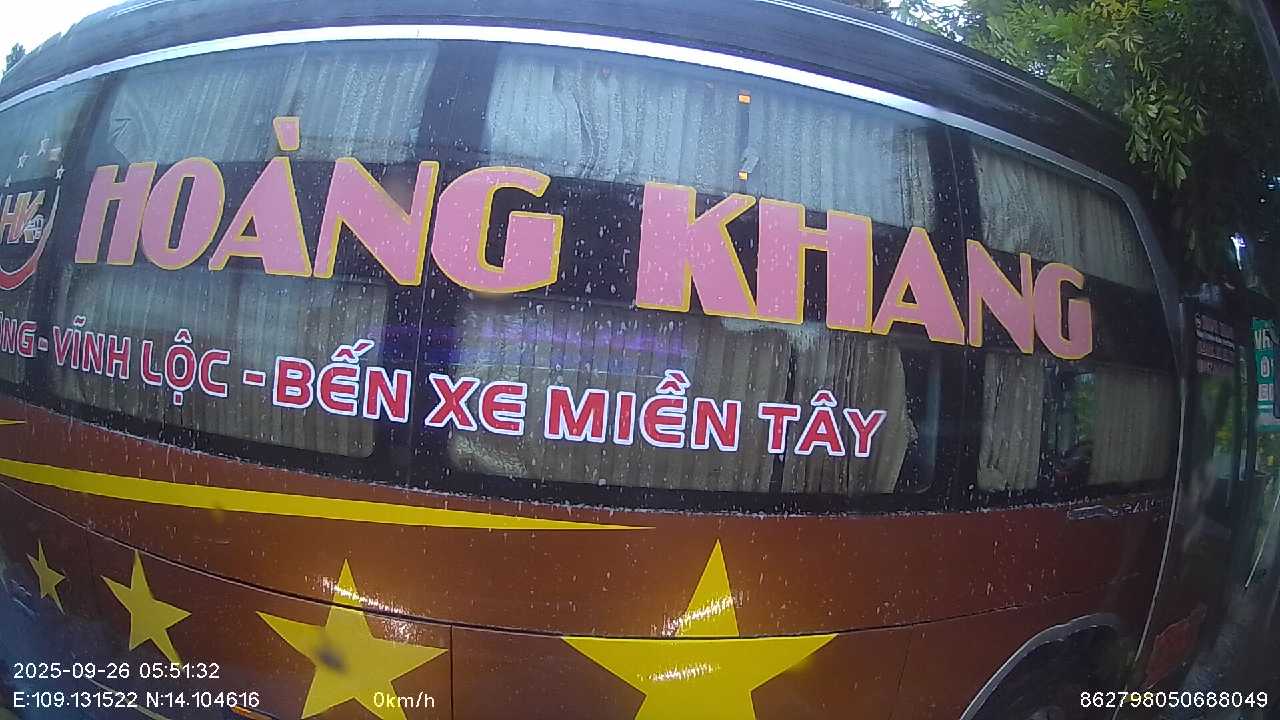 HOÀNG KHANG
HK
VĨNH LỘC - BẾN XE MIỀN TÂY
2025-09-26 05:51:32
E:109.131522 N:14.104616 0km/h 862798050688049